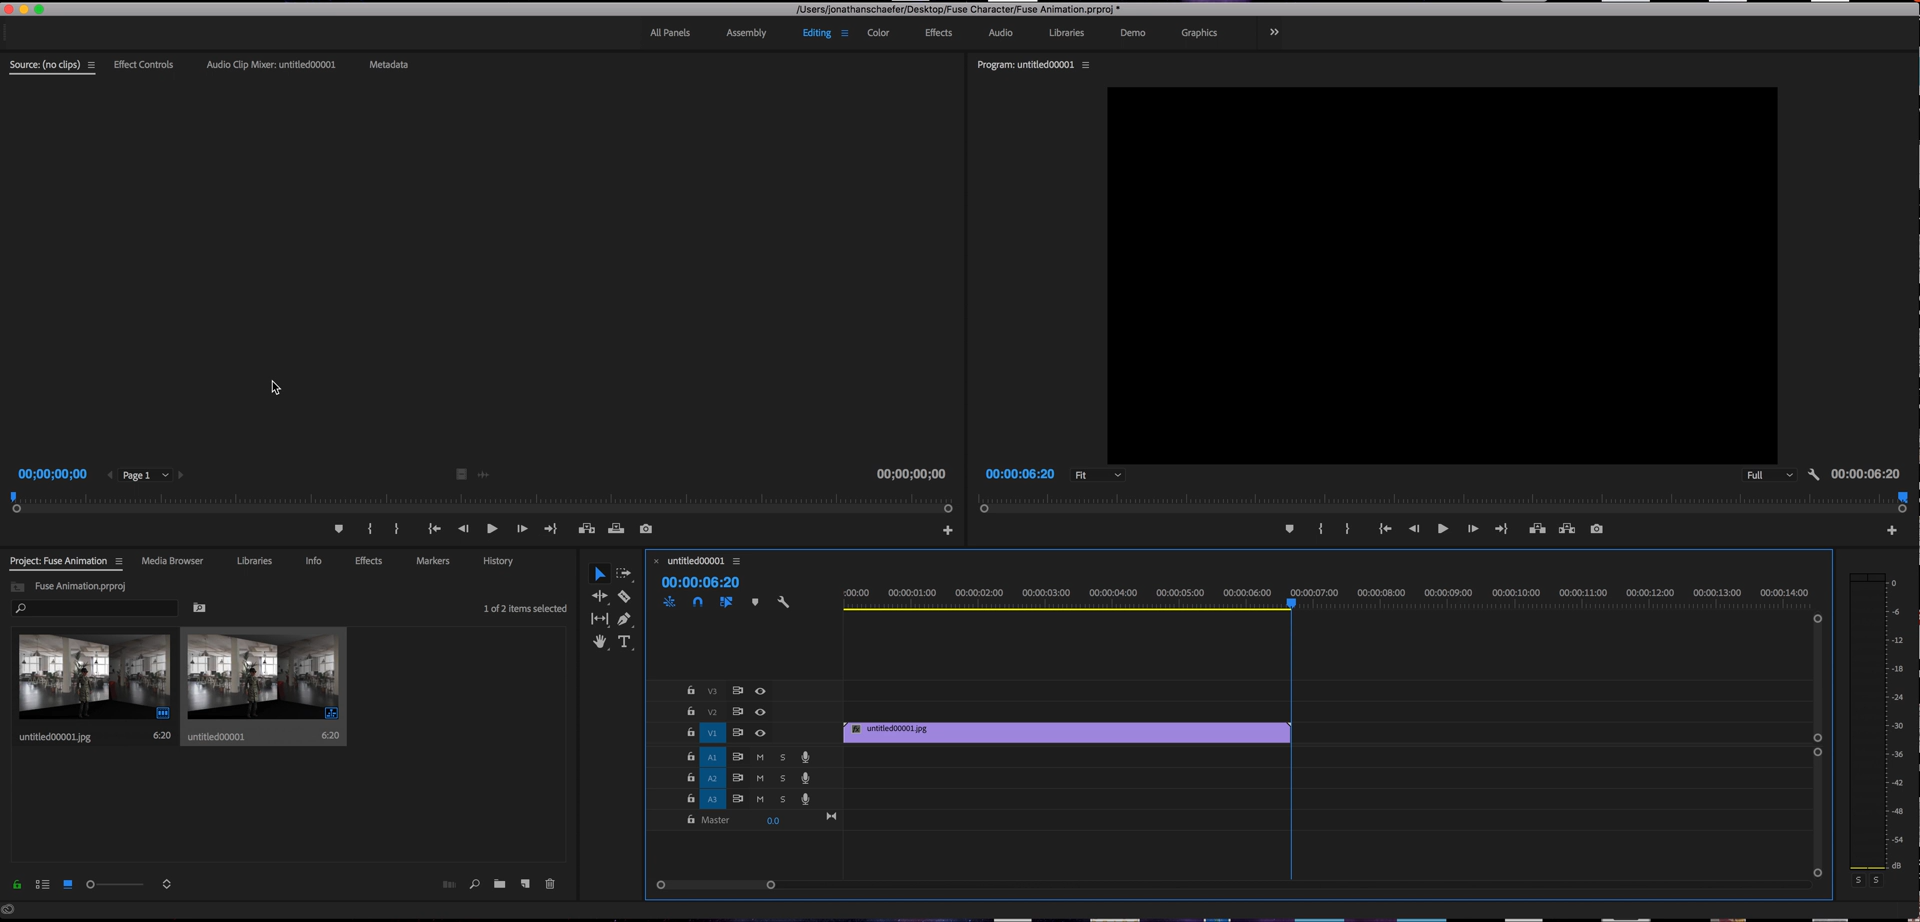 /Users/jonathanschaefer/Desktop/Fuse Character/Fuse Animation.prproj *
All Panels Assembly Editing Color Effects Audio Libraries Demo Graphics
Source: (no clips) Effect Controls Audio Clip Mixer: untitled00001 Metadata
Program: untitled00001
00;00;00;00 Page 1 00;00;00;00
00:00:06:20 Fit Full 00:00:06:20
Project: Fuse Animation Media Browser Libraries Info Effects Markers History
Fuse Animation.prproj
1 of 2 items selected
untitled00001.jpg 6:20
untitled00001 6:20
T
untitled00001
00:00:06:20
:00:00 00:00:01:00 00:00:02:00 00:00:03:00 00:00:04:00 00:00:05:00 00:00:06:00 00:00:07:00 00:00:08:00 00:00:09:00 00:00:10:00 00:00:11:00 00:00:12:00 00:00:13:00 00:00:14:00
V3
V2
V1 untitled00001.jpg
A1 M S
A2 M S
A3 M S
Master 0.0
0
-6
-12
-18
-24
-30
-36
-42
-48
-54
dB
S S